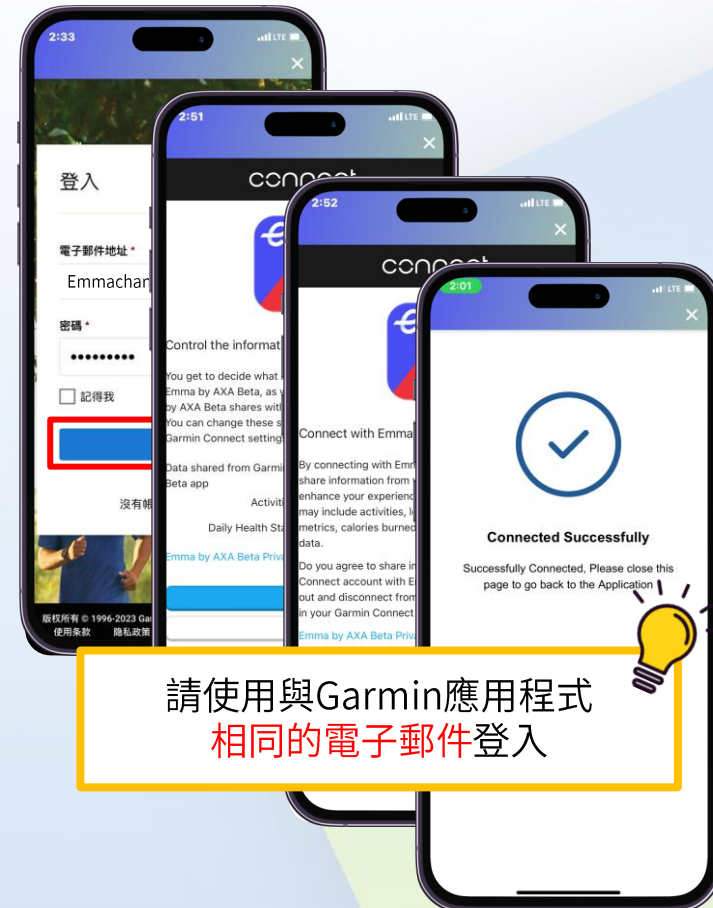 2:33
LTE
登入
電子郵件地址 *
Emmachan
密碼 *
•••••••••
記得我
沒有帳
版权所有 © 1996-2023 Gar
使用条款 隐私政策
2:51
LTE
connect
Control the informat
You get to decide what
Emma by AXA Beta, as
by AXA Beta shares with
You can change these s
Garmin Connect setting
Data shared from Garmi
Beta app
Activiti
Daily Health Sta
Emma by AXA Beta Priva
2:52
LTE
connect
Connect with Emma
By connecting with Emm
share information from
enhance your experienc
may include activities, l
metrics, calories burned
data.
Do you agree to share in
Connect account with E
out and disconnect from
in your Garmin Connect
Emma by AXA Beta Priva
2:01
LTE
Connected Successfully
Successfully Connected, Please close this
page to go back to the Application
請使用與Garmin應用程式
相同的電子郵件登入